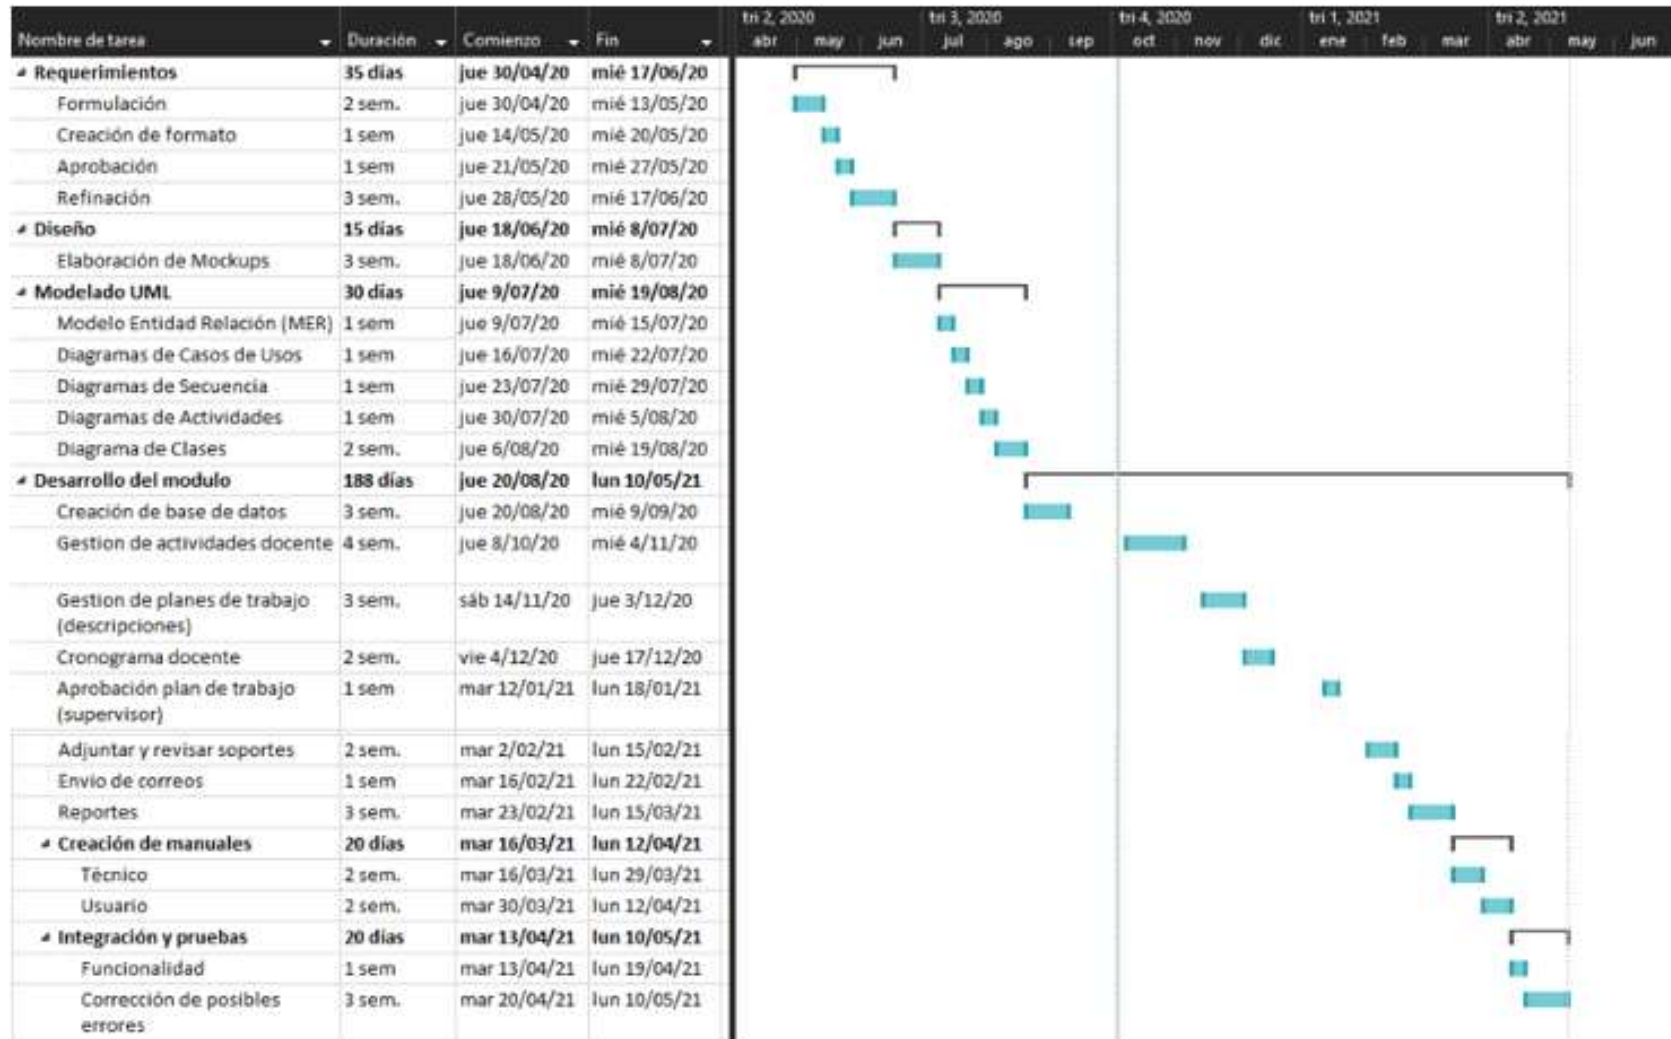 tri 2, 2020 tri 3, 2020 tri 4, 2020 tri 1, 2021 tri 2, 2021
Nombre de tarea Duración Comienzo Fin abr may jun jul ago sep oct nov dic ene feb mar abr may jun
Requerimientos 35 días jue 30/04/20 mié 17/06/20
Formulación 2 sem. jue 30/04/20 mié 13/05/20
Creación de formato 1 sem jue 14/05/20 mié 20/05/20
Aprobación 1 sem jue 21/05/20 mié 27/05/20
Refinación 3 sem. jue 28/05/20 mié 17/06/20
Diseño 15 días jue 18/06/20 mié 8/07/20
Elaboración de Mockups 3 sem. jue 18/06/20 mié 8/07/20
Modelado UML 30 días jue 9/07/20 mié 19/08/20
Modelo Entidad Relación (MER) 1 sem jue 9/07/20 mié 15/07/20
Diagramas de Casos de Usos 1 sem jue 16/07/20 mié 22/07/20
Diagramas de Secuencia 1 sem jue 23/07/20 mié 29/07/20
Diagramas de Actividades 1 sem jue 30/07/20 mié 5/08/20
Diagrama de Clases 2 sem. jue 6/08/20 mié 19/08/20
Desarrollo del modulo 188 días jue 20/08/20 lun 10/05/21
Creación de base de datos 3 sem. jue 20/08/20 mié 9/09/20
Gestion de actividades docente 4 sem. jue 8/10/20 mié 4/11/20
Gestion de planes de trabajo 3 sem. sáb 14/11/20 jue 3/12/20
(descripciones)
Cronograma docente 2 sem. vie 4/12/20 jue 17/12/20
Aprobación plan de trabajo 1 sem mar 12/01/21 lun 18/01/21
(supervisor)
Adjuntar y revisar soportes 2 sem. mar 2/02/21 lun 15/02/21
Envio de correos 1 sem mar 16/02/21 lun 22/02/21
Reportes 3 sem. mar 23/02/21 lun 15/03/21
Creación de manuales 20 días mar 16/03/21 lun 12/04/21
Técnico 2 sem. mar 16/03/21 lun 29/03/21
Usuario 2 sem. mar 30/03/21 lun 12/04/21
Integración y pruebas 20 días mar 13/04/21 lun 10/05/21
Funcionalidad 1 sem mar 13/04/21 lun 19/04/21
Corrección de posibles 3 sem. mar 20/04/21 lun 10/05/21
errores